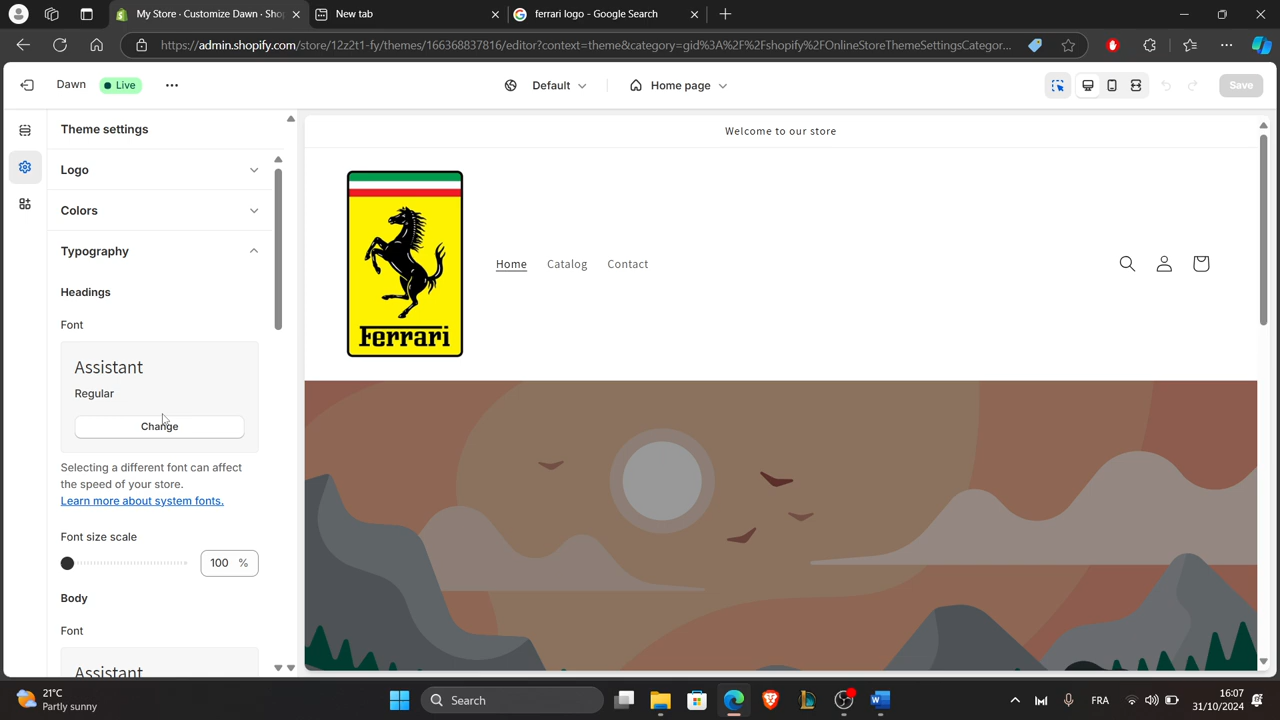 My Store - Customize Dawn · Sho
New tab
ferrari logo - Google Search
https://admin.shopify.com/store/12z2t1-fy/themes/166368837816/editor?context=theme&category=gid%3A%2F%2Fshopify%2FOnlineStoreThemeSettingsCategor...
Dawn
Live
Default
Home page
Save
Theme settings
Logo
Colors
Typography
Headings
Font
Assistant
Regular
Change
Selecting a different font can affect
the speed of your store.
Learn more about system fonts.
Font size scale
100 %
Body
Font
Assistant
Welcome to our store
Ferrari
Home
Catalog
Contact
21°C
Partly sunny
Search
FRA
16:07
31/10/2024